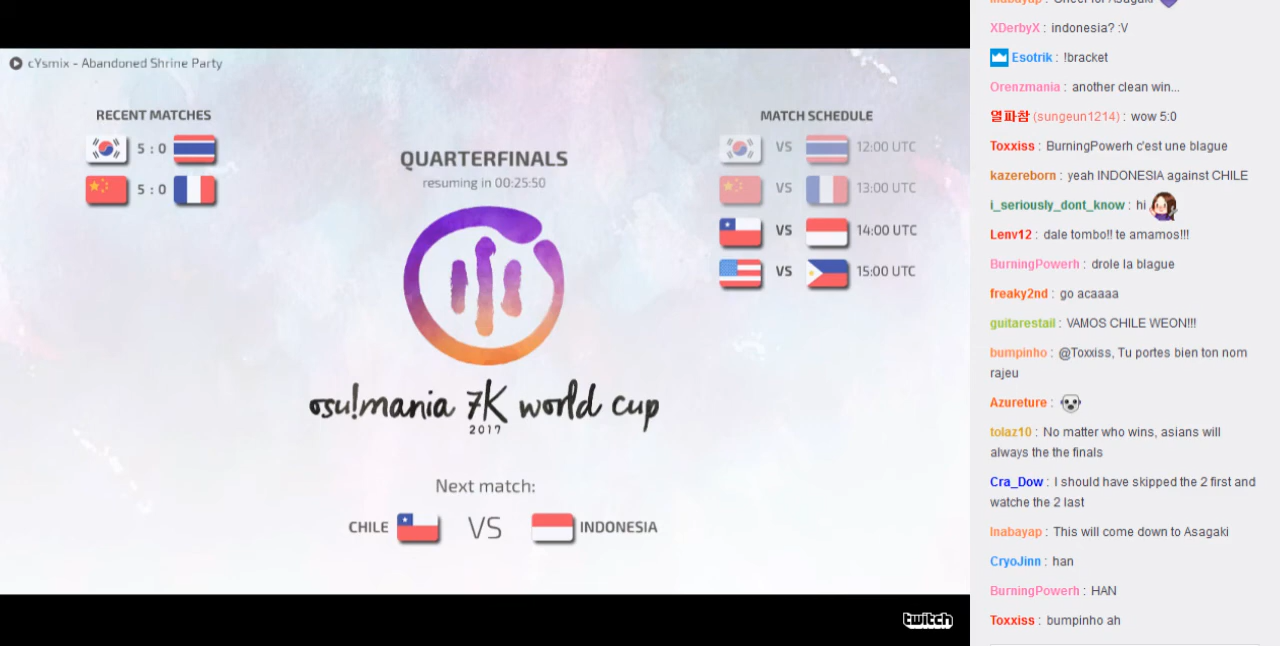 cYsmix - Abandoned Shrine Party
RECENT MATCHES
5 : 0
5 : 0
QUARTERFINALS
resuming in 00:25:50
osu!mania 7K world cup
2017
Next match:
CHILE VS INDONESIA
MATCH SCHEDULE
VS 12:00 UTC
VS 13:00 UTC
VS 14:00 UTC
VS 15:00 UTC
twitch
Inabayap : Cheer for Asagaki
XDerbyX : indonesia? :V
Esotrik : !bracket
Orenzmania : another clean win...
열파참 (sungeun1214) : wow 5:0
Toxxiss : BurningPowerh c'est une blague
kazereborn : yeah INDONESIA against CHILE
i_seriously_dont_know : hi
Lenv12 : dale tombo!! te amamos!!!
BurningPowerh : drole la blague
freaky2nd : go acaaaa
guitarestail : VAMOS CHILE WEON!!!
bumpinho : @Toxxiss, Tu portes bien ton nom
rajeu
Azureture :
tolaz10 : No matter who wins, asians will
always the the finals
Cra_Dow : I should have skipped the 2 first and
watche the 2 last
Inabayap : This will come down to Asagaki
CryoJinn : han
BurningPowerh : HAN
Toxxiss : bumpinho ah